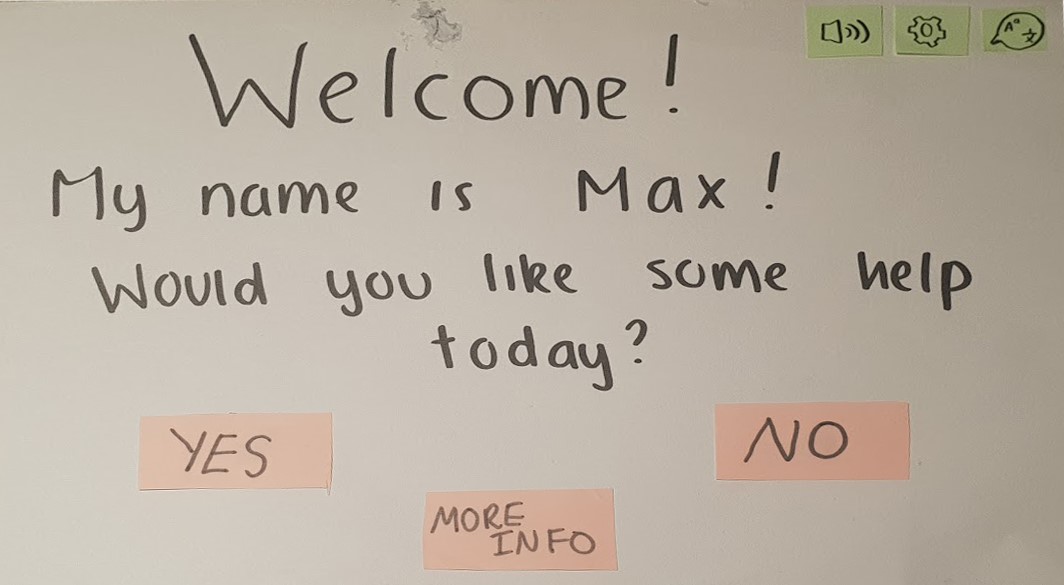 Welcome!
My name is Max!
Would you like some help
today?
YES
NO
MORE
INFO